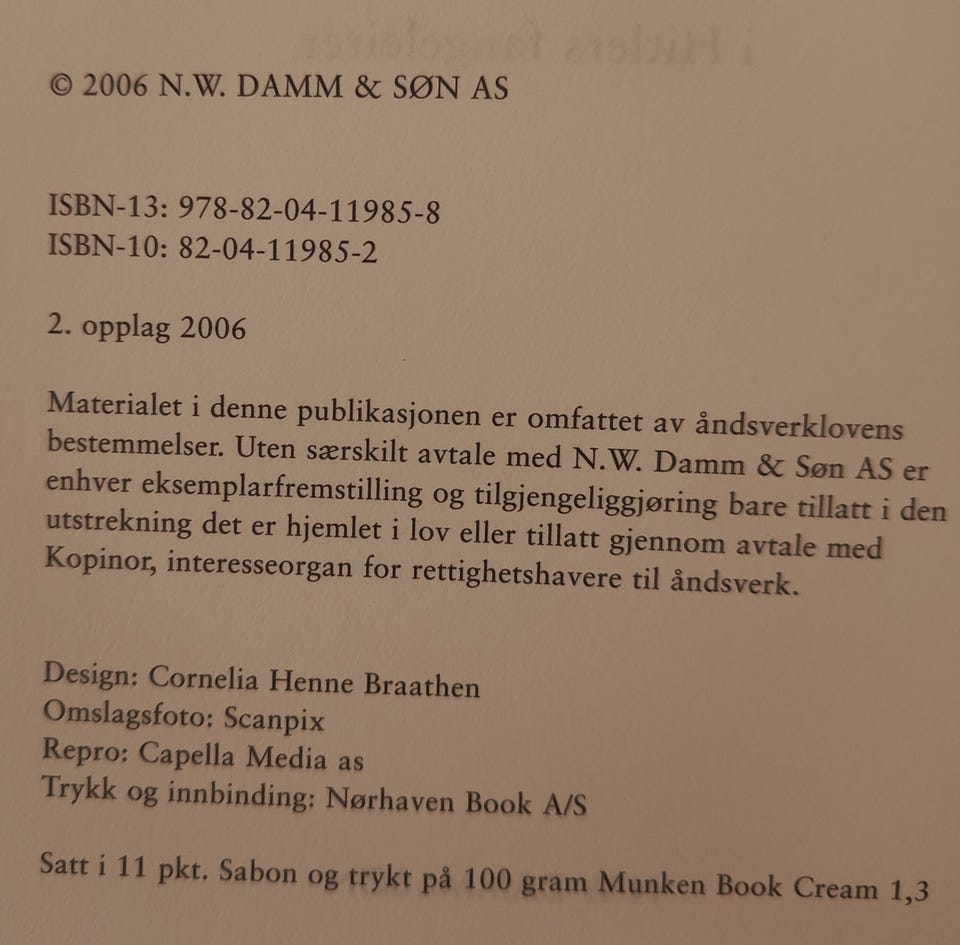 i Hitlers fangeleirer
© 2006 N.W. DAMM & SØN AS
ISBN-13: 978-82-04-11985-8
ISBN-10: 82-04-11985-2
2. opplag 2006
Materialet i denne publikasjonen er omfattet av åndsverklovens
bestemmelser. Uten særskilt avtale med N.W. Damm & Søn AS er
enhver eksemplarfremstilling og tilgjengeliggjøring bare tillatt i den
utstrekning det er hjemlet i lov eller tillatt gjennom avtale med
Kopinor, interesseorgan for rettighetshavere til åndsverk.
Design: Cornelia Henne Braathen
Omslagsfoto: Scanpix
Repro: Capella Media as
Trykk og innbinding: Nørhaven Book A/S
Satt i 11 pkt. Sabon og trykt på 100 gram Munken Book Cream 1,3